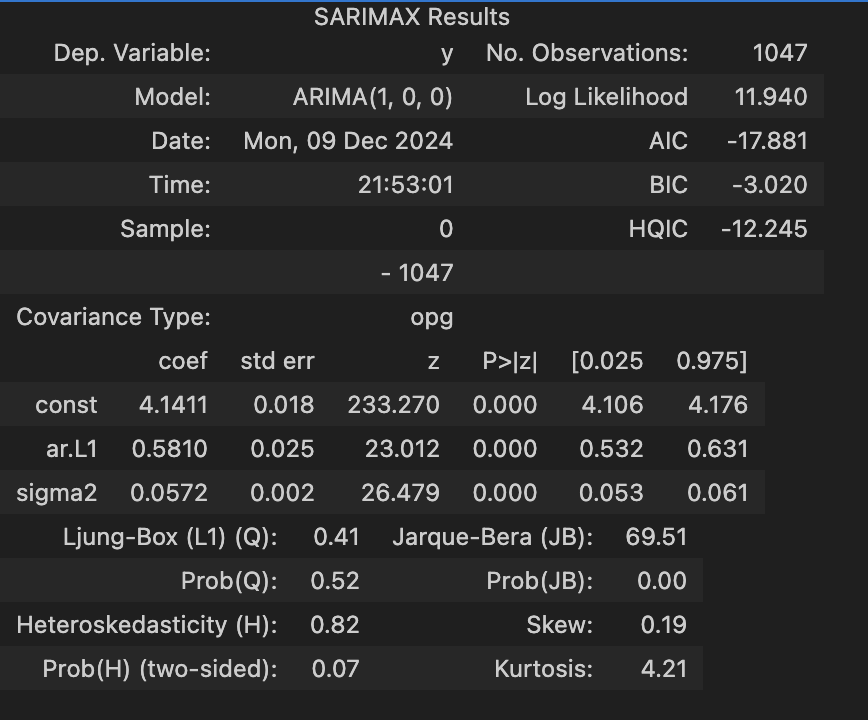 SARIMAX Results
Dep. Variable: y No. Observations: 1047
Model: ARIMA(1, 0, 0) Log Likelihood 11.940
Date: Mon, 09 Dec 2024 AIC -17.881
Time: 21:53:01 BIC -3.020
Sample: 0 HQIC -12.245
- 1047
Covariance Type: opg
coef std err z P>|z| [0.025 0.975]
const 4.1411 0.018 233.270 0.000 4.106 4.176
ar.L1 0.5810 0.025 23.012 0.000 0.532 0.631
sigma2 0.0572 0.002 26.479 0.000 0.053 0.061
Ljung-Box (L1) (Q): 0.41 Jarque-Bera (JB): 69.51
Prob(Q): 0.52 Prob(JB): 0.00
Heteroskedasticity (H): 0.82 Skew: 0.19
Prob(H) (two-sided): 0.07 Kurtosis: 4.21